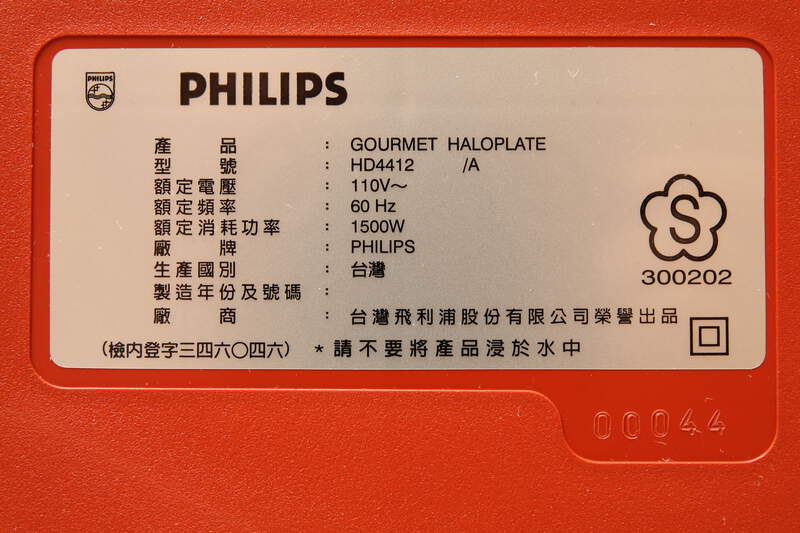 PHILIPS
PHILIPS
產品 : GOURMET HALOPLATE
型號 : HD4412 /A
額定電壓 : 110V～
額定頻率 : 60 Hz
額定消耗功率 : 1500W
廠牌 : PHILIPS
生產國別 : 台灣
製造年份及號碼 :
廠商 : 台灣飛利浦股份有限公司榮譽出品
(檢內登字三四六〇四六) *請不要將產品浸於水中
S
300202
00044